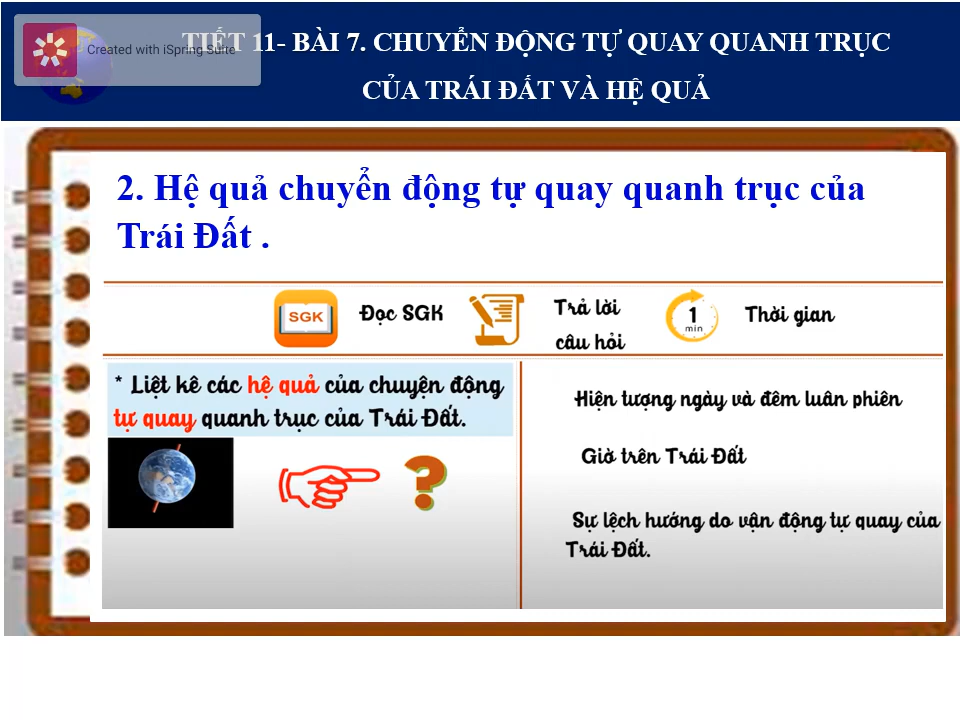 Created with iSpring Suite
TIẾT 11- BÀI 7. CHUYỂN ĐỘNG TỰ QUAY QUANH TRỤC
CỦA TRÁI ĐẤT VÀ HỆ QUẢ
2. Hệ quả chuyển động tự quay quanh trục của
Trái Đất .
SGK
Đọc SGK
Trả lời
câu hỏi
1
min
Thời gian
* Liệt kê các hệ quả của chuyện động
tự quay quanh trục của Trái Đất.
?
Hiện tượng ngày và đêm luân phiên
Giờ trên Trái Đất
Sự lệch hướng do vận động tự quay của
Trái Đất.